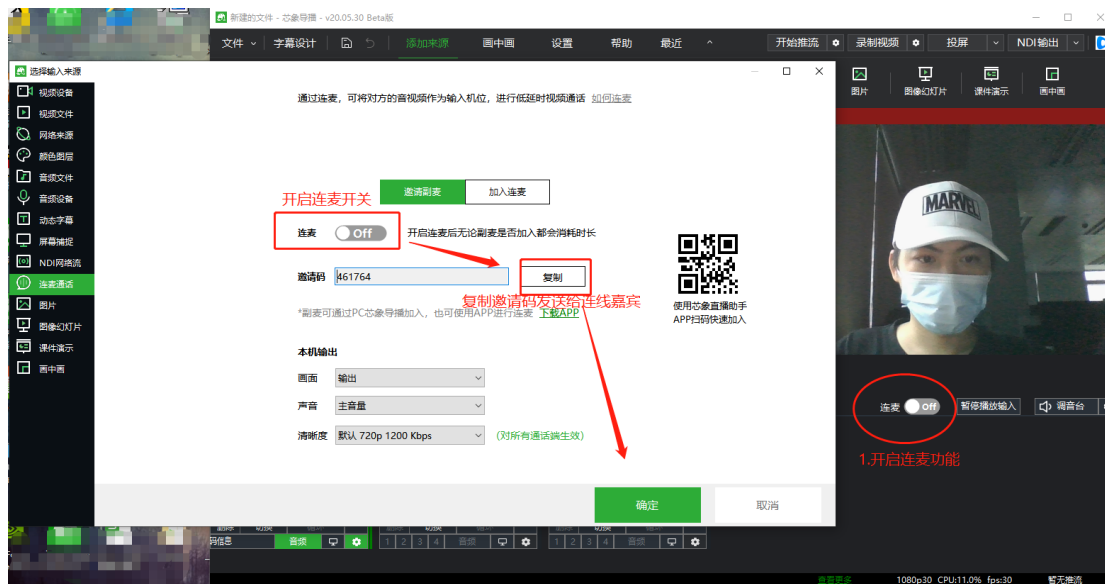 新建的文件 - 芯象导播 - v20.05.30 Beta版
文件 字幕设计 添加来源 画中画 设置 帮助 最近 开始推流 录制视频 投屏 NDI输出
选择输入来源
图片 图像幻灯片 课件演示 画中画
视频设备
视频文件
网络来源
颜色图层
音频文件
音频设备
动态字幕
屏幕捕捉
NDI网络流
连麦通话
图片
图像幻灯片
课件演示
画中画
通过连麦，可将对方的音视频作为输入机位，进行低延时视频通话 如何连麦
邀请副麦 加入连麦
开启连麦开关
连麦 Off 开启连麦后无论副麦是否加入都会消耗时长
邀请码 461764 复制
复制邀请码发送给连线嘉宾
*副麦可通过PC芯象导播加入，也可使用APP进行连麦 下载APP
使用芯象直播助手
APP扫码快速加入
本机输出
画面 输出
声音 主音量
清晰度 默认 720p 1200 Kbps (对所有通话端生效)
确定 取消
MARVEL
连麦 Off 暂停播放输入 调音台
1.开启连麦功能
码信息 音频 1 2 3 4 音频 1 2 3 4 音频
查看更多 1080p30 CPU:11.0% fps:30 暂无推流